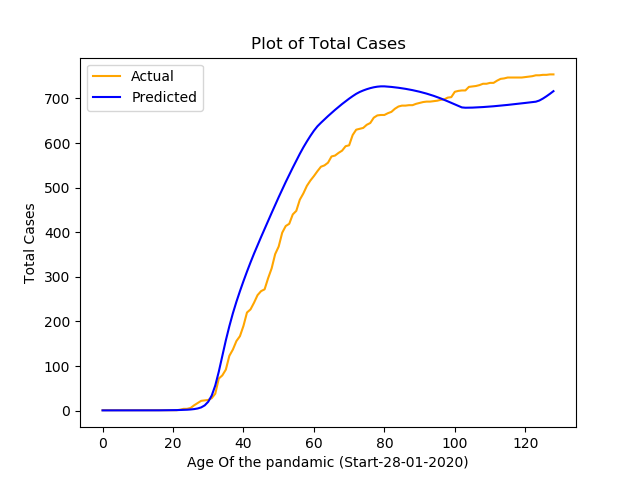 Plot of Total Cases
Actual
Predicted
700
600
500
400
300
200
100
0
Total Cases
0 20 40 60 80 100 120
Age Of the pandamic (Start-28-01-2020)